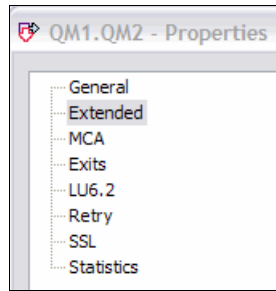 QM1.QM2 - Properties
General
Extended
MCA
Exits
LU6.2
Retry
SSL
Statistics